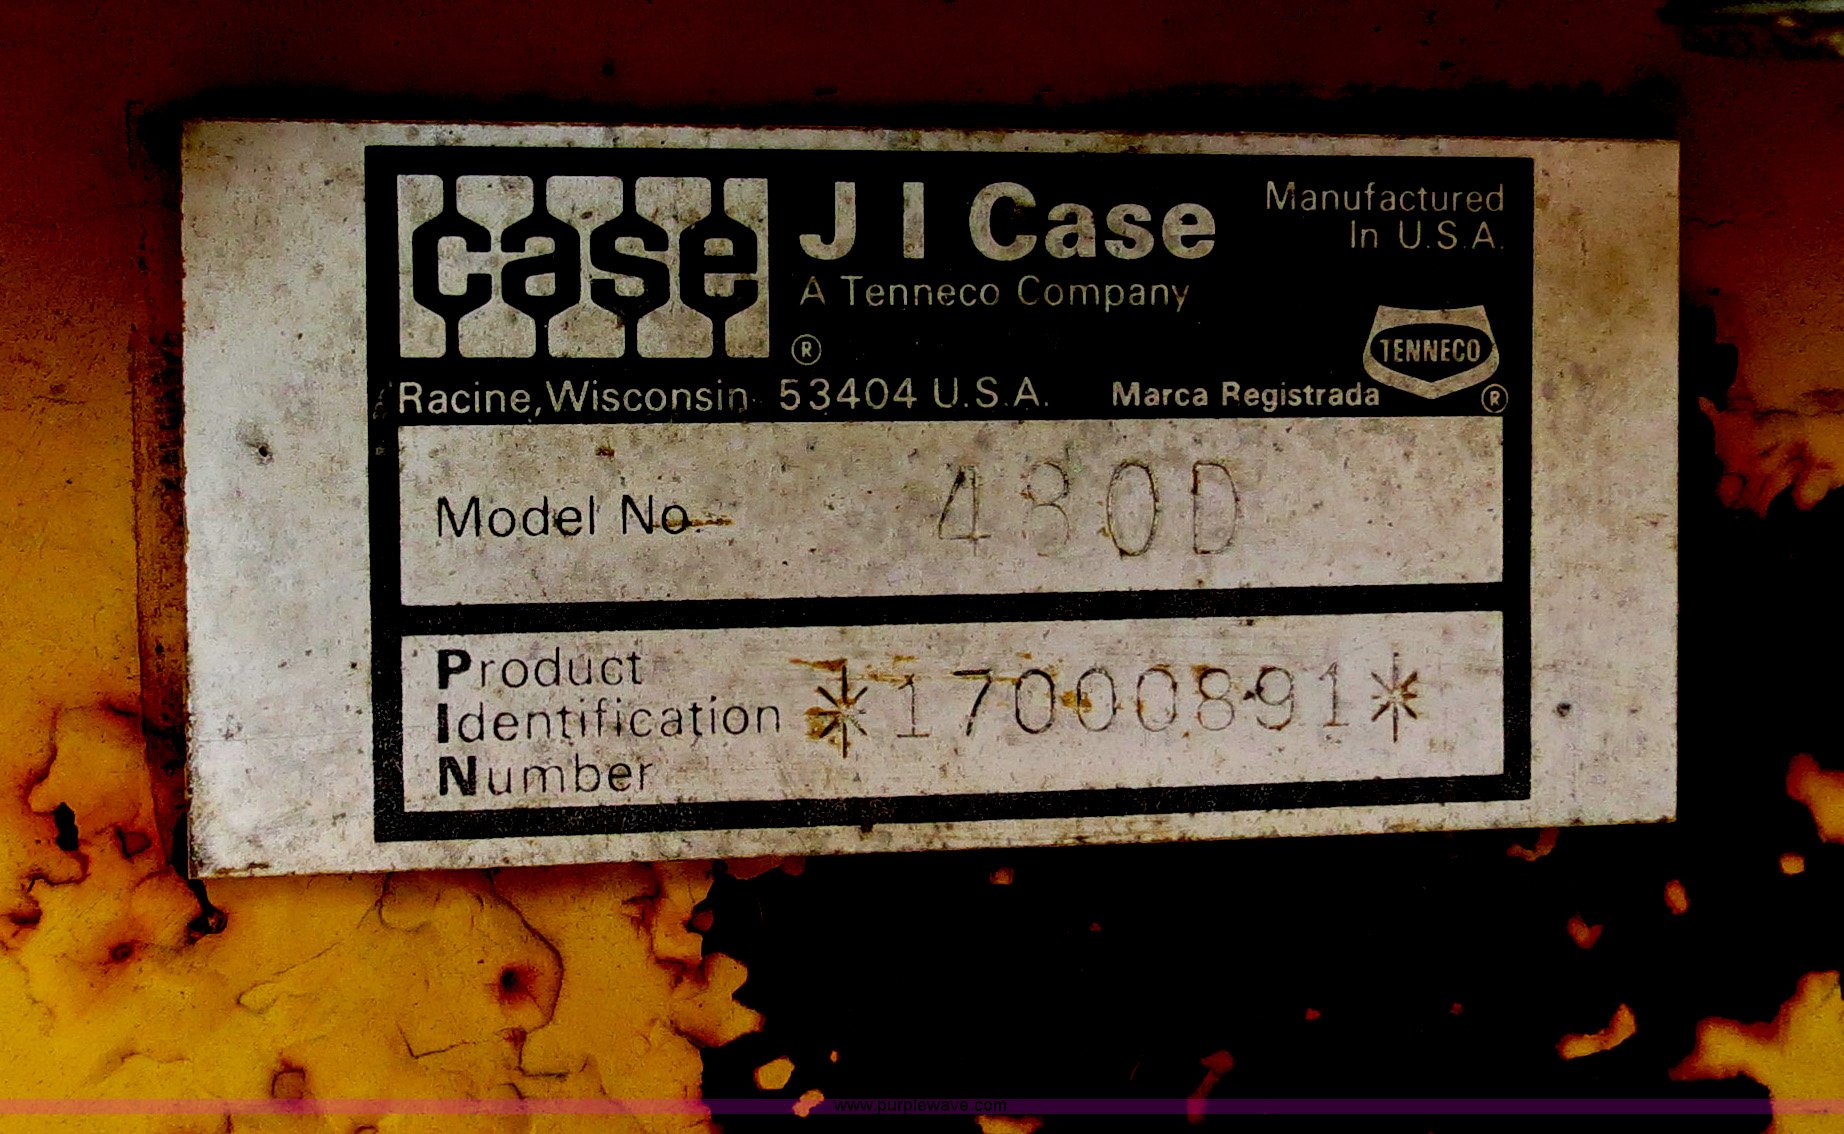 case J I Case Manufactured
In U.S.A.
A Tenneco Company
® TENNECO
Racine, Wisconsin 53404 U.S.A. Marca Registrada ®
Model No. 480D
Product
Identification *17000891*
Number
www.purplewave.com